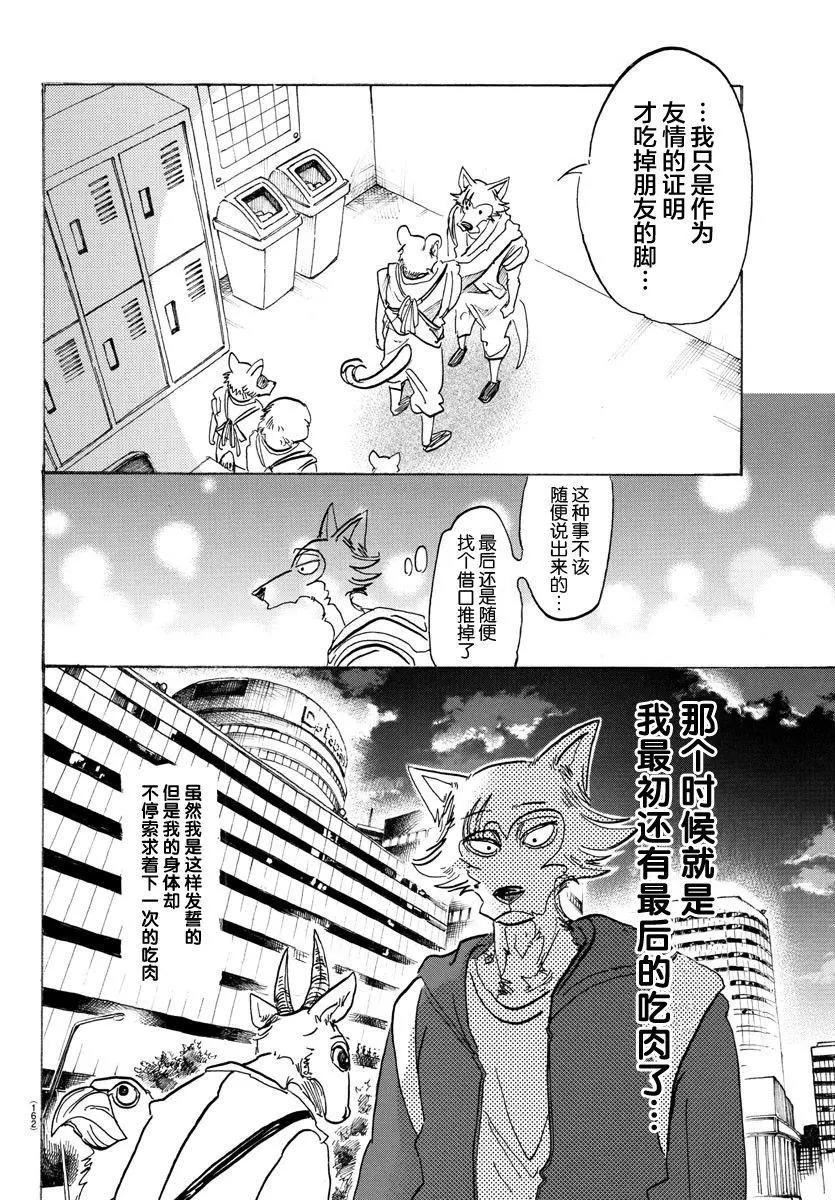 …我只是作为
友情的证明
才吃掉朋友的脚…
这种事不该
随便说出来的…
最后还是随便
找个借口推掉了
那个时候就是
我最初还有最后的吃肉了…
虽然我是这样发誓的
但是我的身体却
不停索求着下一次的吃肉
(162)